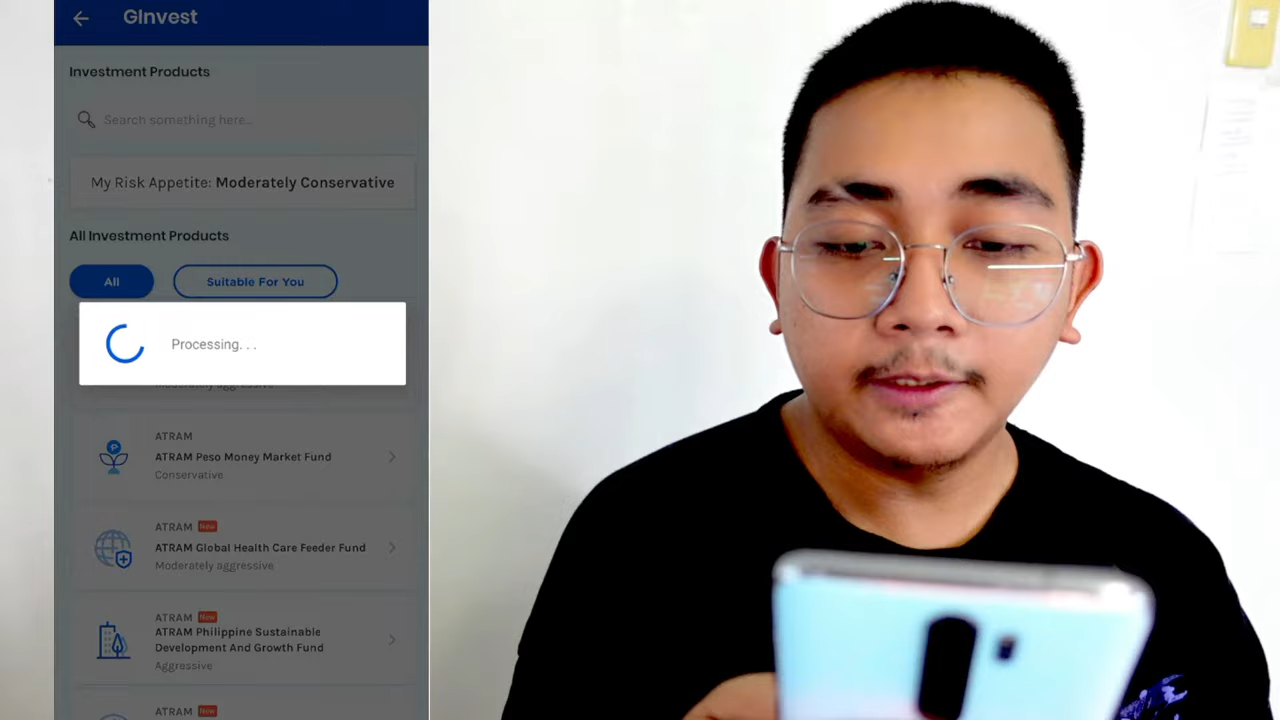 GInvest
Investment Products
Search something here...
My Risk Appetite: Moderately Conservative
All Investment Products
All
Suitable For You
Processing. . .
Moderately aggressive
ATRAM
ATRAM Peso Money Market Fund
Conservative
ATRAM New
ATRAM Global Health Care Feeder Fund
Moderately aggressive
ATRAM New
ATRAM Philippine Sustainable
Development And Growth Fund
Aggressive
ATRAM New